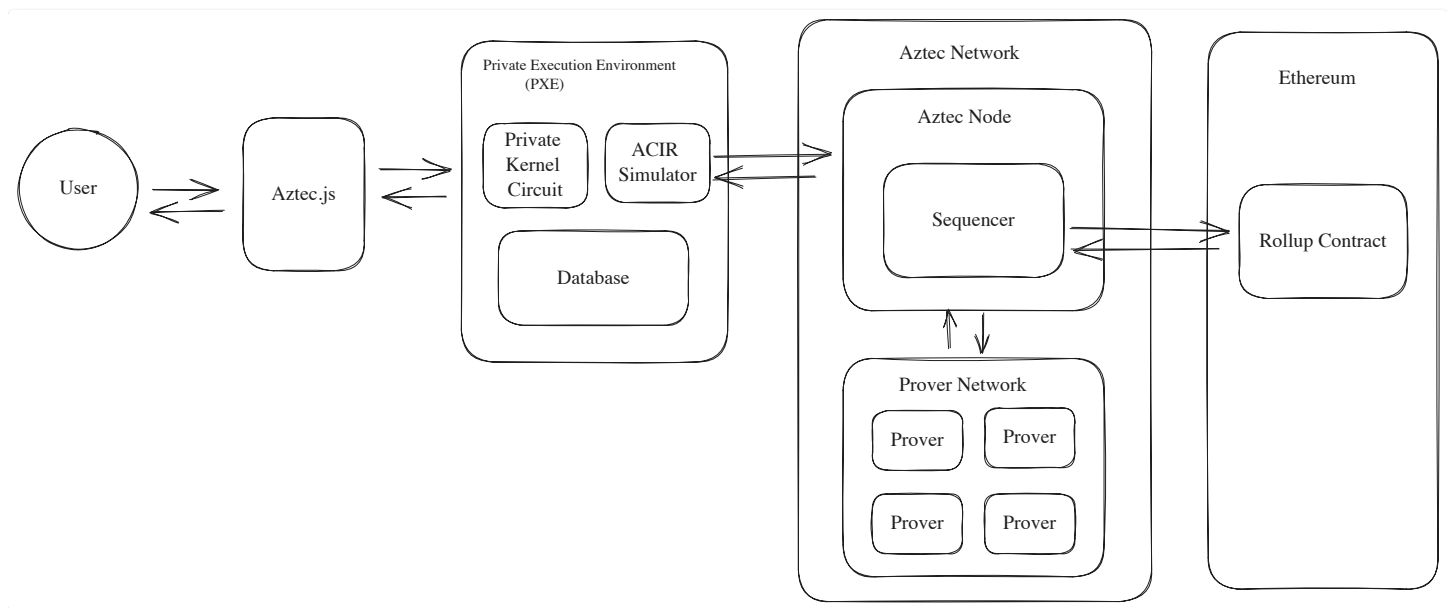 User
Aztec.js
Private Execution Environment
(PXE)
Private
Kernel
Circuit
ACIR
Simulator
Database
Aztec Network
Aztec Node
Sequencer
Prover Network
Prover
Prover
Prover
Prover
Ethereum
Rollup Contract